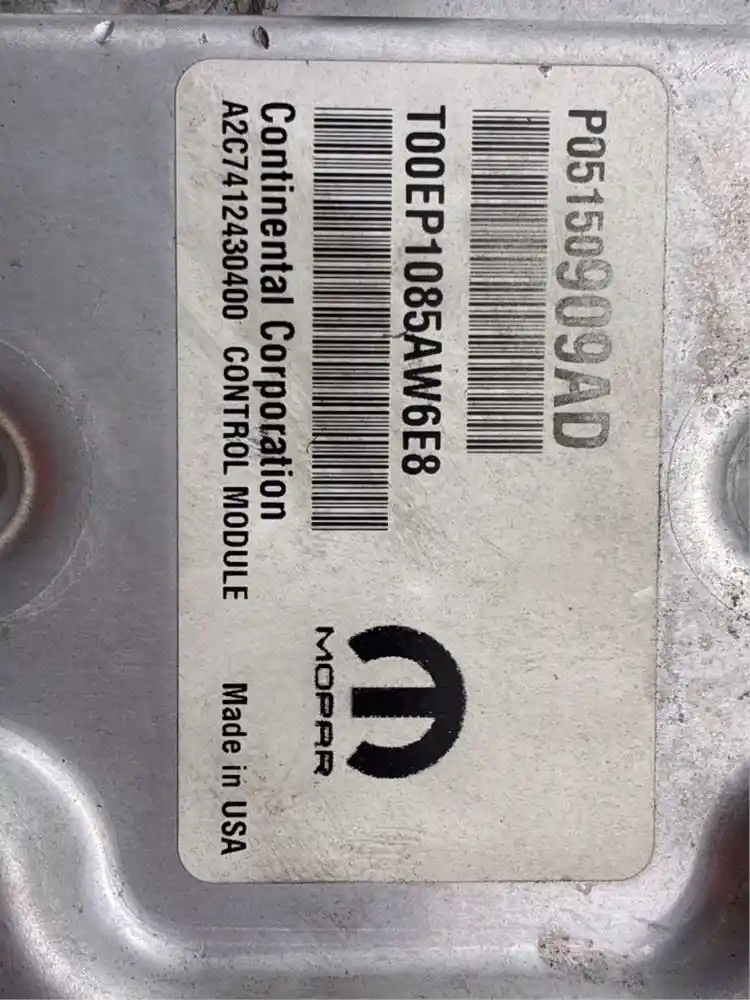 P05150909AD
T00EP1085AW6E8
Continental Corporation
A2C7412430400 CONTROL MODULE Made in USA
MOPAR